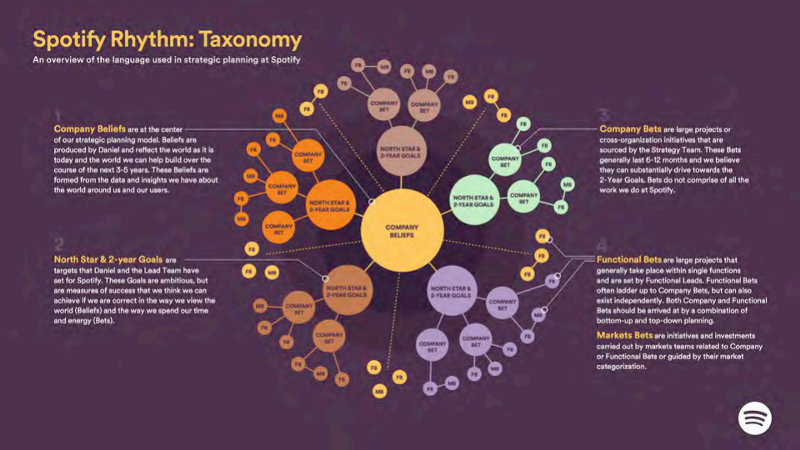 Spotify Rhythm: Taxonomy
An overview of the language used in strategic planning at Spotify
1
Company Beliefs are at the center
of our strategic planning model. Beliefs are
produced by Daniel and reflect the world as it is
today and the world we can help build over the
course of the next 3-5 years. These Beliefs are
formed from the data and insights we have about
the world around us and our users.
2
North Star & 2-year Goals are
targets that Daniel and the Lead Team have
set for Spotify. These Goals are ambitious, but
are measures of success that we think we can
achieve if we are correct in the way we view the
world (Beliefs) and the way we spend our time
and energy (Bets).
COMPANY
BELIEFS
NORTH STAR &
2-YEAR GOALS
COMPANY
BET
COMPANY
BET
FB
MB
FB
FB
MB
FB
NORTH STAR &
2-YEAR GOALS
COMPANY
BET
COMPANY
BET
FB
FB
FB
MB
FB
NORTH STAR &
2-YEAR GOALS
COMPANY
BET
COMPANY
BET
COMPANY
BET
FB
MB
FB
FB
MB
FB
MB
NORTH STAR &
2-YEAR GOALS
COMPANY
BET
COMPANY
BET
NORTH STAR &
2-YEAR GOALS
COMPANY
BET
COMPANY
BET
COMPANY
BET
MB
FB
FB
MB
FB
3
Company Bets are large projects or
cross-organization initiatives that are
sourced by the Strategy Team. These Bets
generally last 6-12 months and we believe
they can substantially drive towards the
2-Year Goals. Bets do not comprise of all the
work we do at Spotify.
4
Functional Bets are large projects that
generally take place within single functions
and are set by Functional Leads. Functional Bets
often ladder up to Company Bets, but can also
exist independently. Both Company and Functional
Bets should be arrived at by a combination of
bottom-up and top-down planning.
Markets Bets are initiatives and investments
carried out by markets teams related to Company
or Functional Bets or guided by their market
categorization.